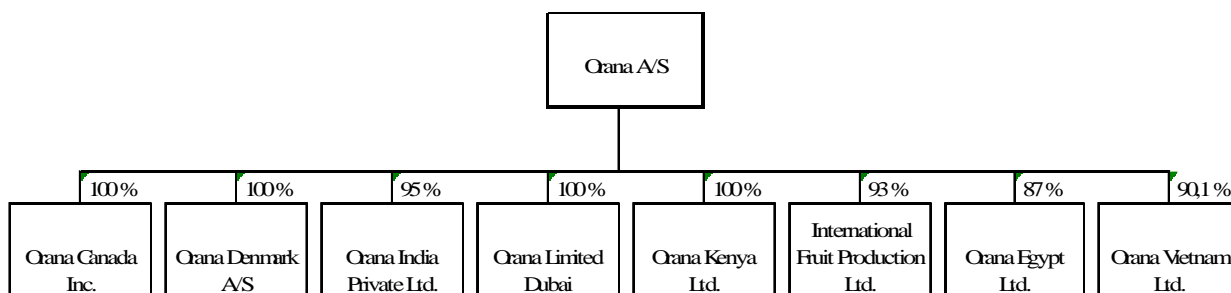 Orana A/S
100%
100%
95%
100%
100%
93%
87%
90,1%
Orana Canada
Inc.
Orana Denmark
A/S
Orana India
Private Ltd.
Orana Limited
Dubai
Orana Kenya
Ltd.
International
Fruit Production
Ltd.
Orana Egypt
Ltd.
Orana Vietnam
Ltd.